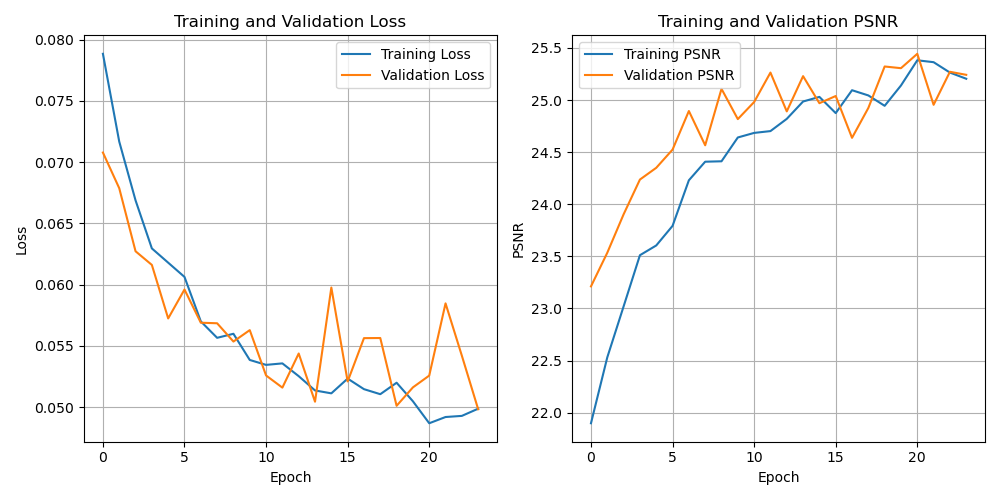 Training and Validation Loss
Training Loss
Validation Loss
0.080
0.075
0.070
0.065
0.060
0.055
0.050
Loss
0
5
10
15
20
Epoch
Training and Validation PSNR
Training PSNR
Validation PSNR
25.5
25.0
24.5
24.0
23.5
23.0
22.5
22.0
PSNR
0
5
10
15
20
Epoch